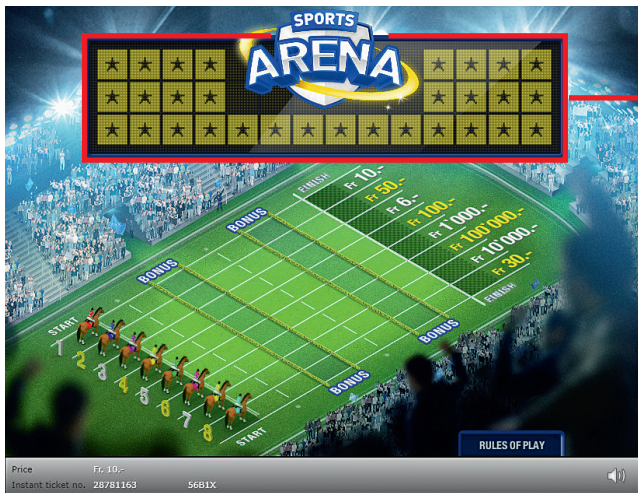 SPORTS
ARENA
FINISH
Fr 10.-
Fr 50.-
Fr 6.-
Fr 100.-
Fr 1'000.-
Fr 100'000.-
Fr 10'000.-
Fr 30.-
FINISH
BONUS
BONUS
BONUS
BONUS
START
1
2
3
4
5
6
7
8
START
RULES OF PLAY
Price Fr. 10.-
Instant ticket no. 28781163 56B1X